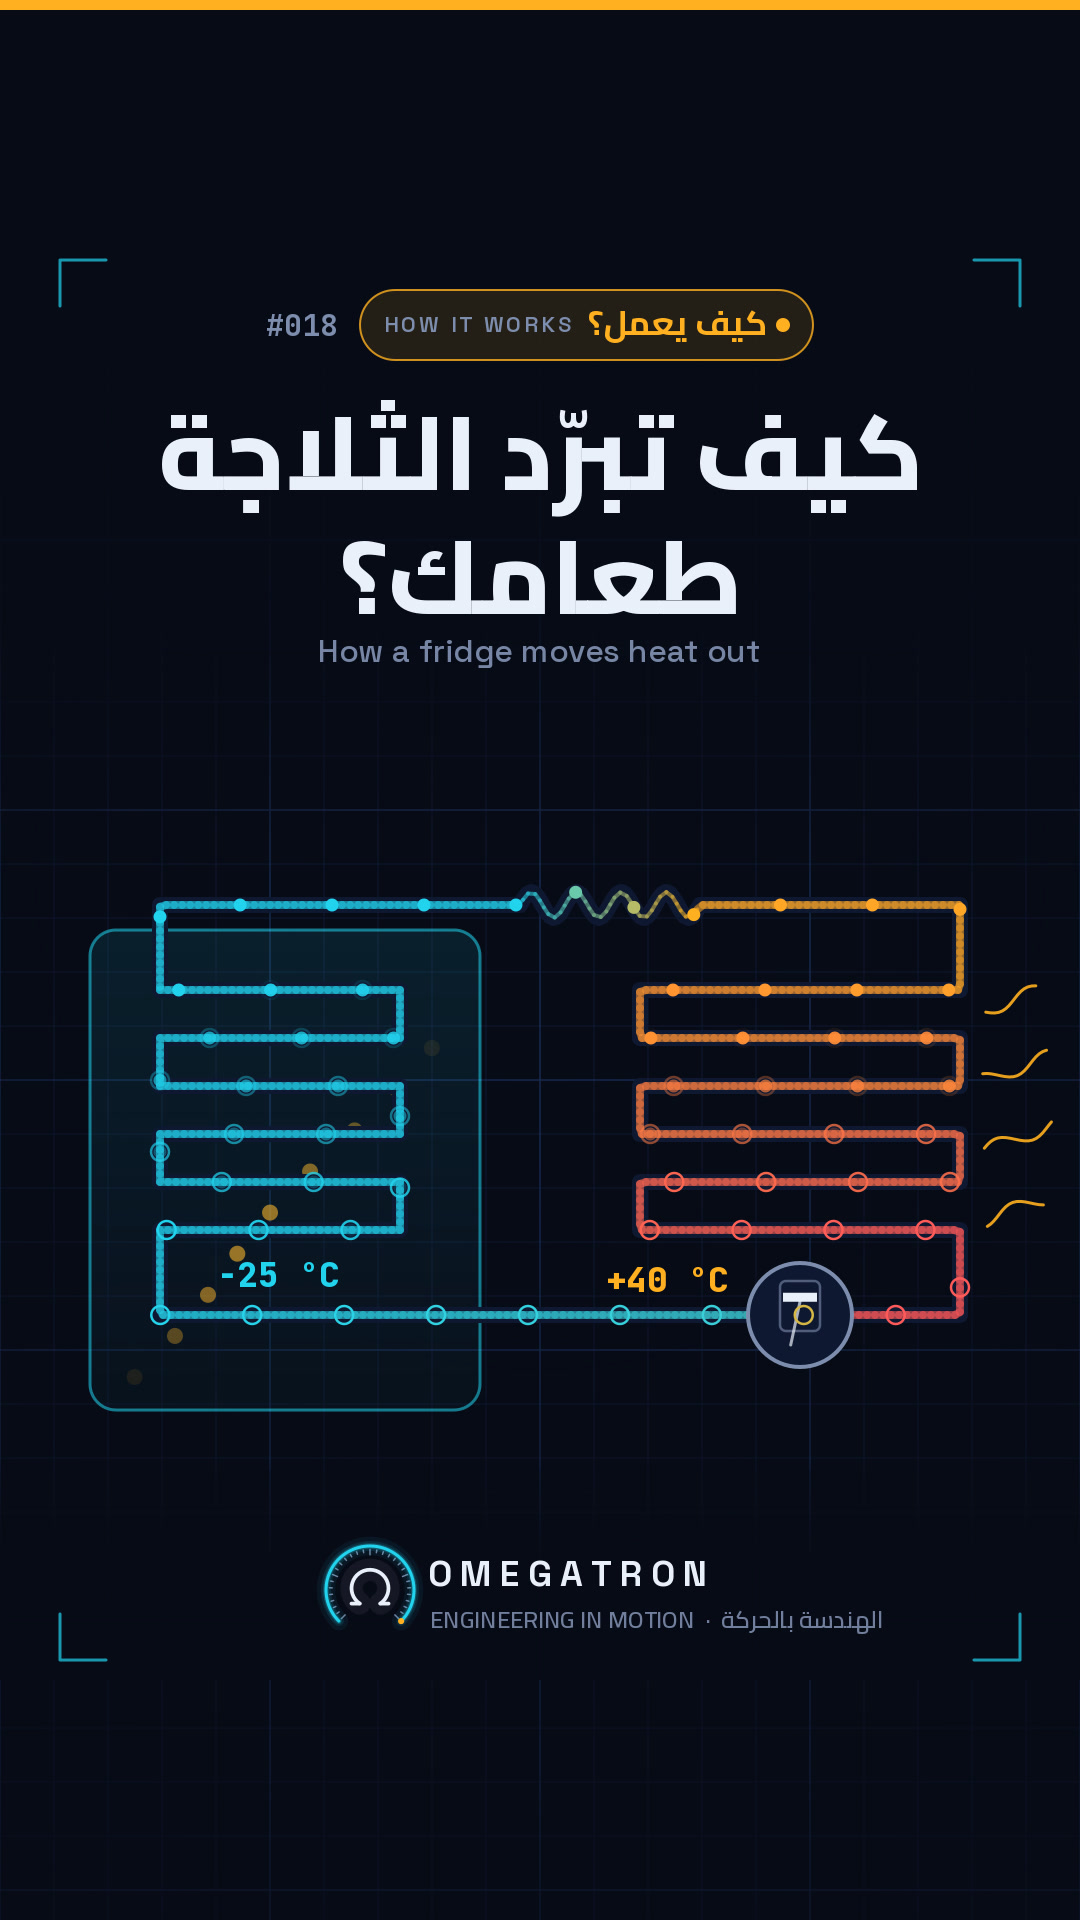 #018 HOW IT WORKS كيف يعمل؟
كيف تبرّد الثلاجة
طعامك؟
How a fridge moves heat out
-25 °C
+40 °C
OMEGATRON
ENGINEERING IN MOTION · الهندسة بالحركة